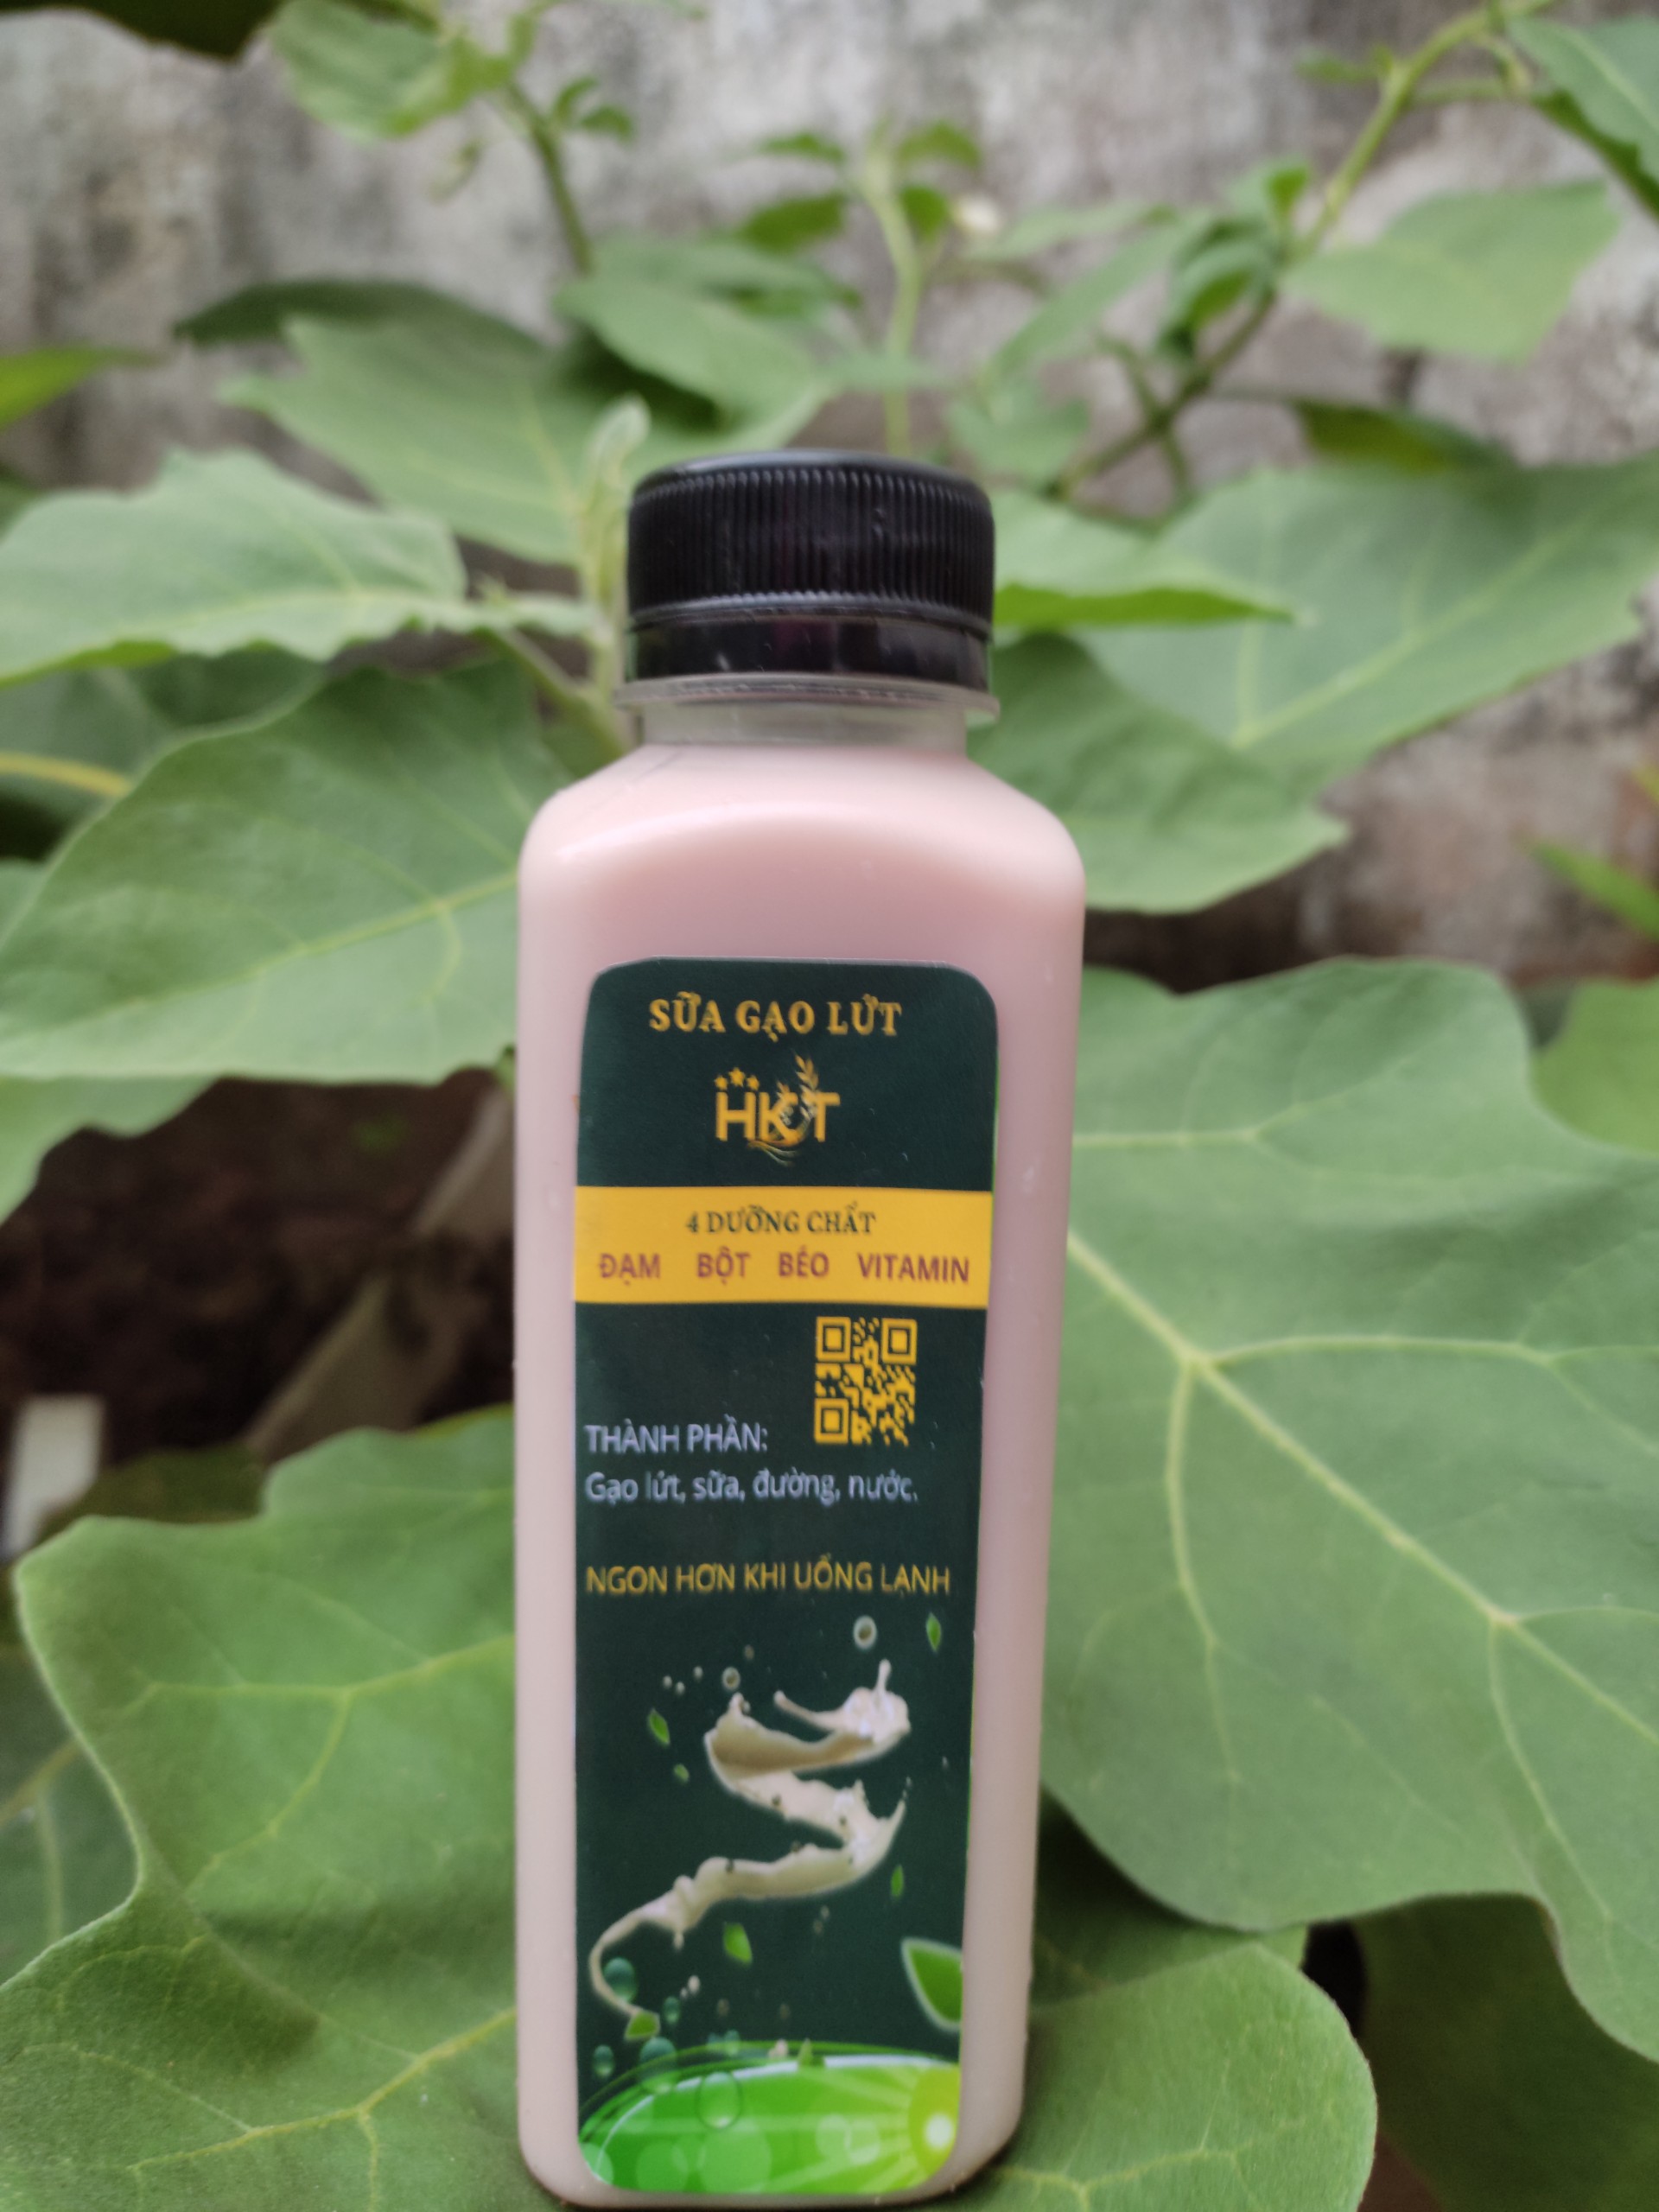 SỮA GẠO LỨT
HKT
4 DƯỠNG CHẤT
ĐẠM BỘT BÉO VITAMIN
THÀNH PHẦN:
Gạo lứt, sữa, đường, nước.
NGON HƠN KHI UỐNG LẠNH